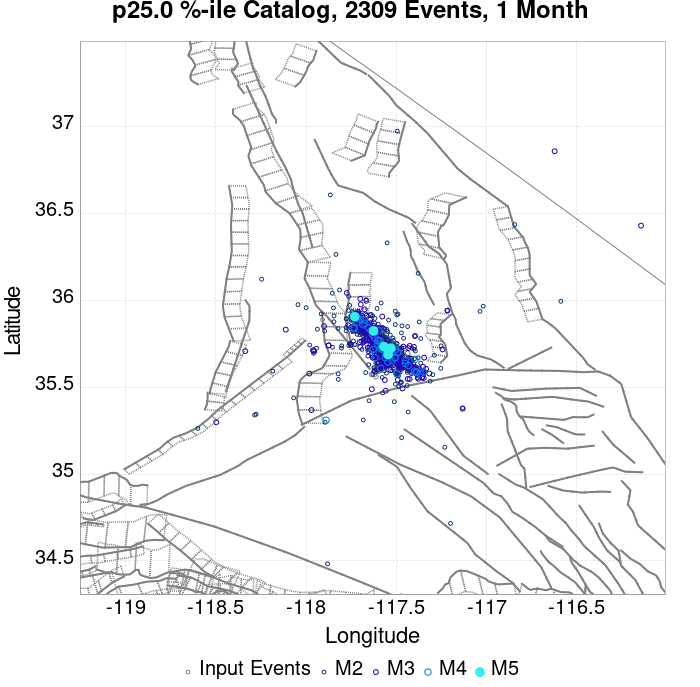 p25.0 %-ile Catalog, 2309 Events, 1 Month
37
36.5
36
35.5
35
34.5
Latitude
-119 -118.5 -118 -117.5 -117 -116.5
Longitude
Input Events M2 M3 M4 M5